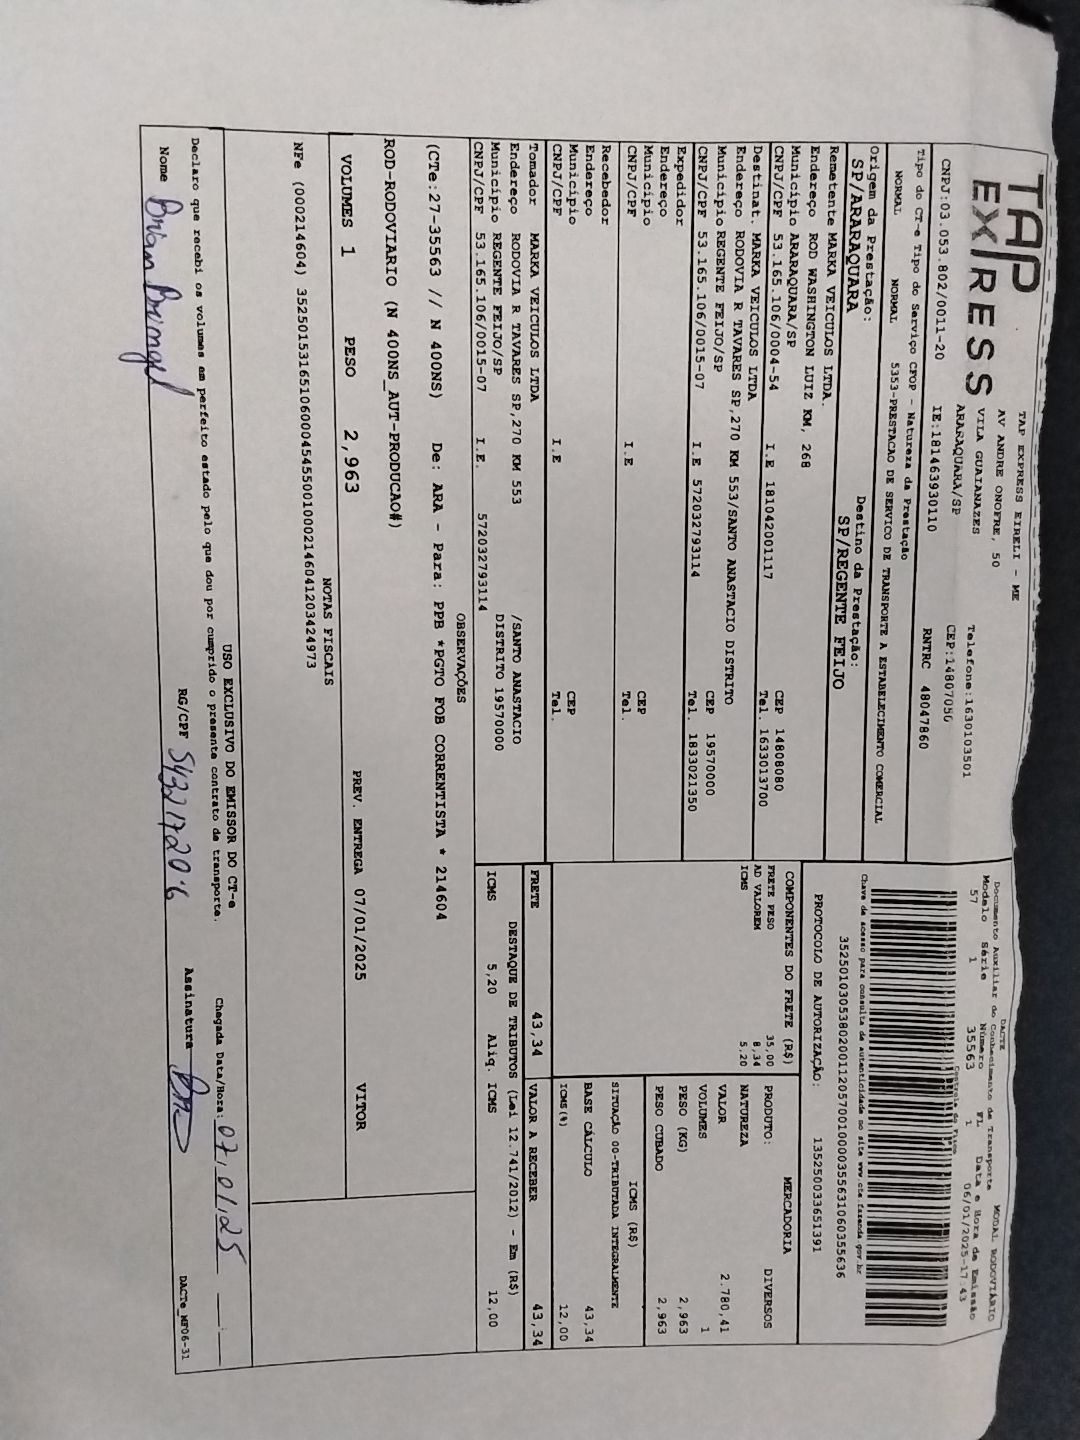 TAP
EXPRESS
TAP EXPRESS EIRELI - ME
AV ANDRE ONOFRE, 50
VILA GUAIANAZES
ARARAQUARA/SP
Telefone:1630103501
CEP:14807050
CNPJ:03.053.802/0011-20 IE:181463930110 RNTRC 48047860
Tipo do CT-e Tipo do Serviço CFOP - Natureza da Prestação
NORMAL NORMAL 5353-PRESTACAO DE SERVICO DE TRANSPORTE A ESTABELECIMENTO COMERCIAL
Origem da Prestação: Destino da Prestação:
SP/ARARAQUARA SP/REGENTE FEIJO
Remetente MARKA VEICULOS LTDA.
Endereço ROD WASHINGTON LUIZ KM, 268
Município ARARAQUARA/SP CEP 14808080
CNPJ/CPF 53.165.106/0004-54 I.E 181042001117 Tel. 1633013700
Destinat. MARKA VEICULOS LTDA
Endereço RODOVIA R TAVARES SP,270 KM 553/SANTO ANASTACIO DISTRITO
Município REGENTE FEIJO/SP CEP 19570000
CNPJ/CPF 53.165.106/0015-07 I.E 572032793114 Tel. 1833021350
Expedidor
Endereço
Município CEP
CNPJ/CPF I.E Tel.
Recebedor
Endereço
Município CEP
CNPJ/CPF I.E Tel.
Tomador MARKA VEICULOS LTDA
Endereço RODOVIA R TAVARES SP,270 KM 553 /SANTO ANASTACIO
Município REGENTE FEIJO/SP DISTRITO 19570000
CNPJ/CPF 53.165.106/0015-07 I.E. 572032793114
DACTE MODAL RODOVIÁRIO
Documento Auxiliar do Conhecimento de Transporte
Modelo Série Número FL Data e Hora de Emissão
57 1 35563 1 06/01/2025-17:43
Controle do Fisco
Chave de acesso para consulta de autenticidade no site www.cte.fazenda.gov.br
35250103053802001120570010000355631060355636
PROTOCOLO DE AUTORIZAÇÃO: 135250033651391
COMPONENTES DO FRETE (R$)
FRETE PESO 35,00
AD VALOREM 8,34
ICMS 5,20
MERCADORIA
PRODUTO: DIVERSOS
NATUREZA
VALOR 2.780,41
VOLUMES 1
PESO (KG) 2,963
PESO CUBADO 2,963
ICMS (R$)
SITUAÇÃO 00-TRIBUTADA INTEGRALMENTE
BASE CÁLCULO 43,34
ICMS(%) 12,00
FRETE 43,34 VALOR A RECEBER 43,34
DESTAQUE DE TRIBUTOS (Lei 12.741/2012) - Em (R$)
ICMS 5,20 Aliq. ICMS 12,00
OBSERVAÇÕES
(CTe:27-35563 // N 400NS) De: ARA - Para: PPB *PGTO FOB CORRENTISTA * 214604
ROD-RODOVIARIO (N 400NS_AUT-PRODUCAO#)
VOLUMES 1 PESO 2,963 PREV. ENTREGA 07/01/2025 VITOR
NOTAS FISCAIS
NFe (000214604) 35250153165106000454550010002146041203424973
USO EXCLUSIVO DO EMISSOR DO CT-e
Declaro que recebi os volumes em perfeito estado pelo que dou por cumprido o presente contrato de transporte. Chegada Data/Hora: 07/01/25 :
Nome RG/CPF Assinatura
DACTe_MF06-31